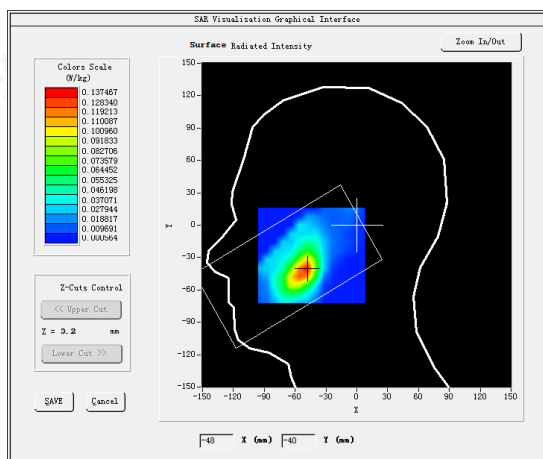 SAR Visualisation Graphical Interface
Surface Radiated Intensity
Zoom In/Out
Colors Scale
(W/kg)
0.137467
0.128340
0.119213
0.110087
0.100960
0.091833
0.082706
0.073579
0.064452
0.055325
0.046198
0.037071
0.027944
0.018817
0.009691
0.000564
Z-Cuts Control
<< Upper Cut
Z = 0.2 mm
Lower Cut >>
SAVE Cancel
150
120
90
60
30
0
-30
-60
-90
-120
-150
Y
-150 -120 -90 -60 -30 0 30 60 90 120 150
X
-48 X (mm) -40 Y (mm)